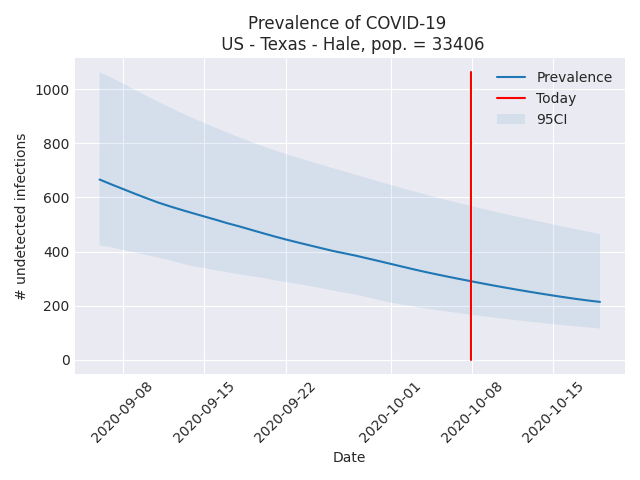 Prevalence of COVID-19
US - Texas - Hale, pop. = 33406
Prevalence
Today
95CI
# undetected infections
1000
800
600
400
200
0
2020-09-08
2020-09-15
2020-09-22
2020-10-01
2020-10-08
2020-10-15
Date